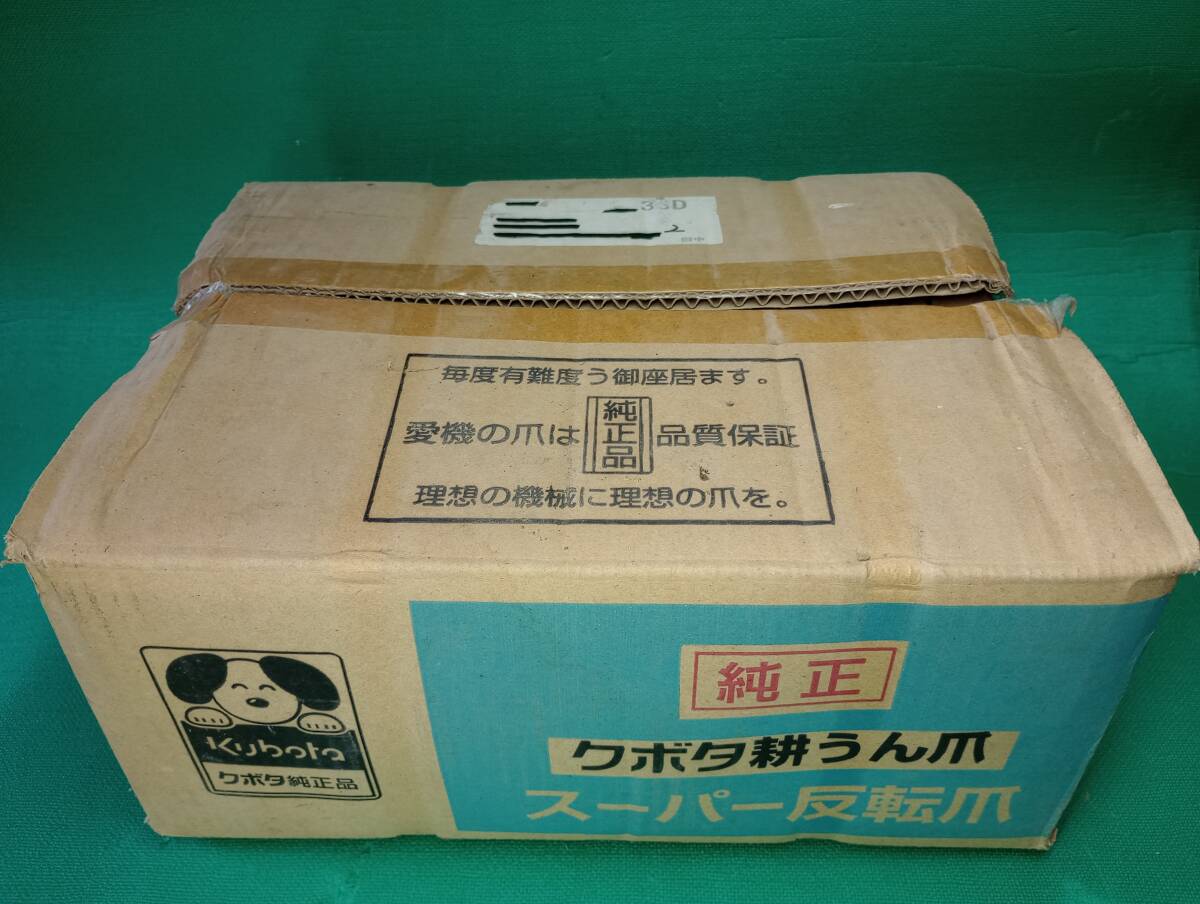 3SD
2
毎度有難度う御座居ます。
愛機の爪は 純正品 品質保証
理想の機械に理想の爪を。
純正
クボタ耕うん爪
スーパー反転爪
Kubota
クボタ純正品